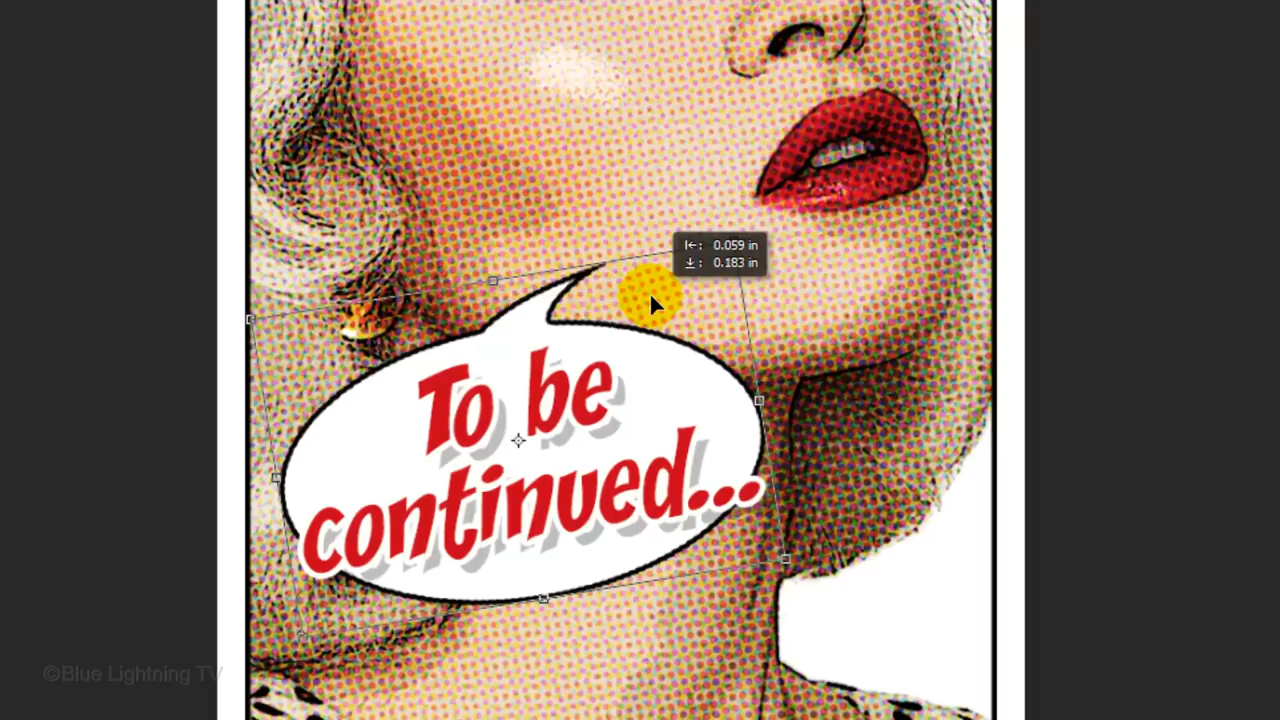 |←: 0.059 in
↓: 0.183 in
To be
continued...
©Blue Lightning TV